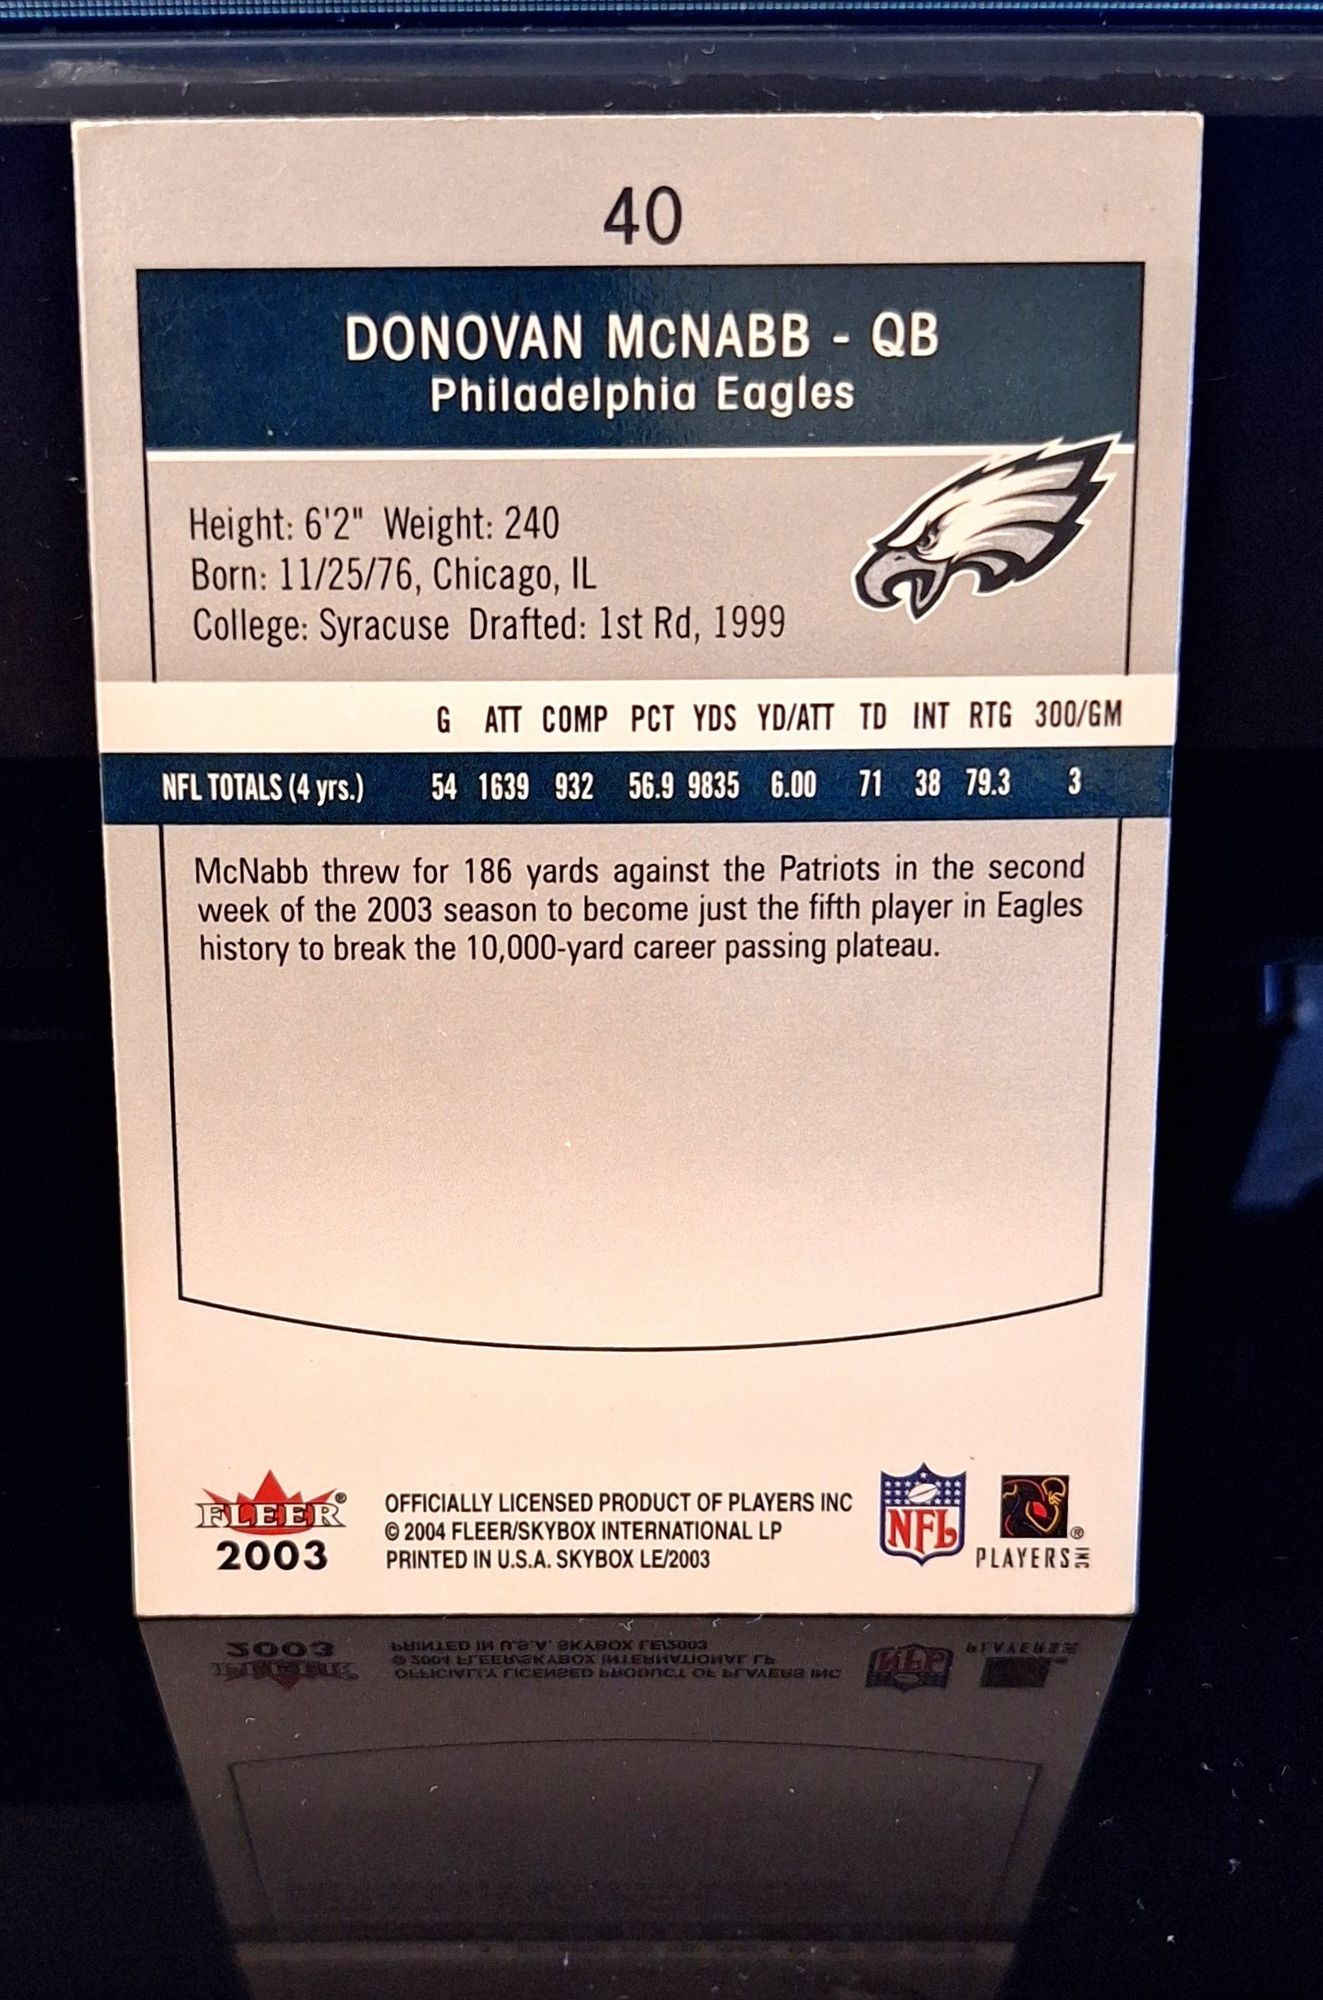 40
DONOVAN McNABB - QB
Philadelphia Eagles
Height: 6'2" Weight: 240
Born: 11/25/76, Chicago, IL
College: Syracuse Drafted: 1st Rd, 1999
G ATT COMP PCT YDS YD/ATT TD INT RTG 300/GM
NFL TOTALS (4 yrs.) 54 1639 932 56.9 9835 6.00 71 38 79.3 3
McNabb threw for 186 yards against the Patriots in the second
week of the 2003 season to become just the fifth player in Eagles
history to break the 10,000-yard career passing plateau.
FLEER®
2003
OFFICIALLY LICENSED PRODUCT OF PLAYERS INC
© 2004 FLEER/SKYBOX INTERNATIONAL LP
PRINTED IN U.S.A. SKYBOX LE/2003
NFL
PLAYERS INC ®